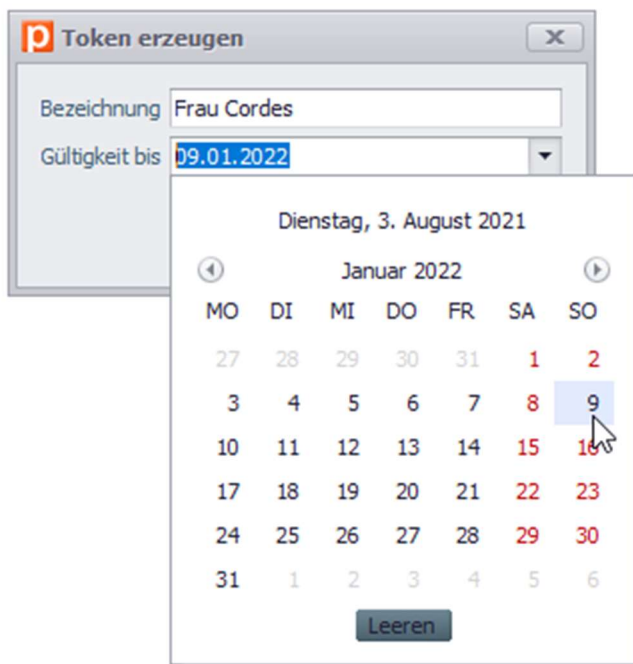 p Token erzeugen
Bezeichnung Frau Cordes
Gültigkeit bis 09.01.2022
Dienstag, 3. August 2021
Januar 2022
MO DI MI DO FR SA SO
27 28 29 30 31 1 2
3 4 5 6 7 8 9
10 11 12 13 14 15 16
17 18 19 20 21 22 23
24 25 26 27 28 29 30
31 1 2 3 4 5 6
Leeren